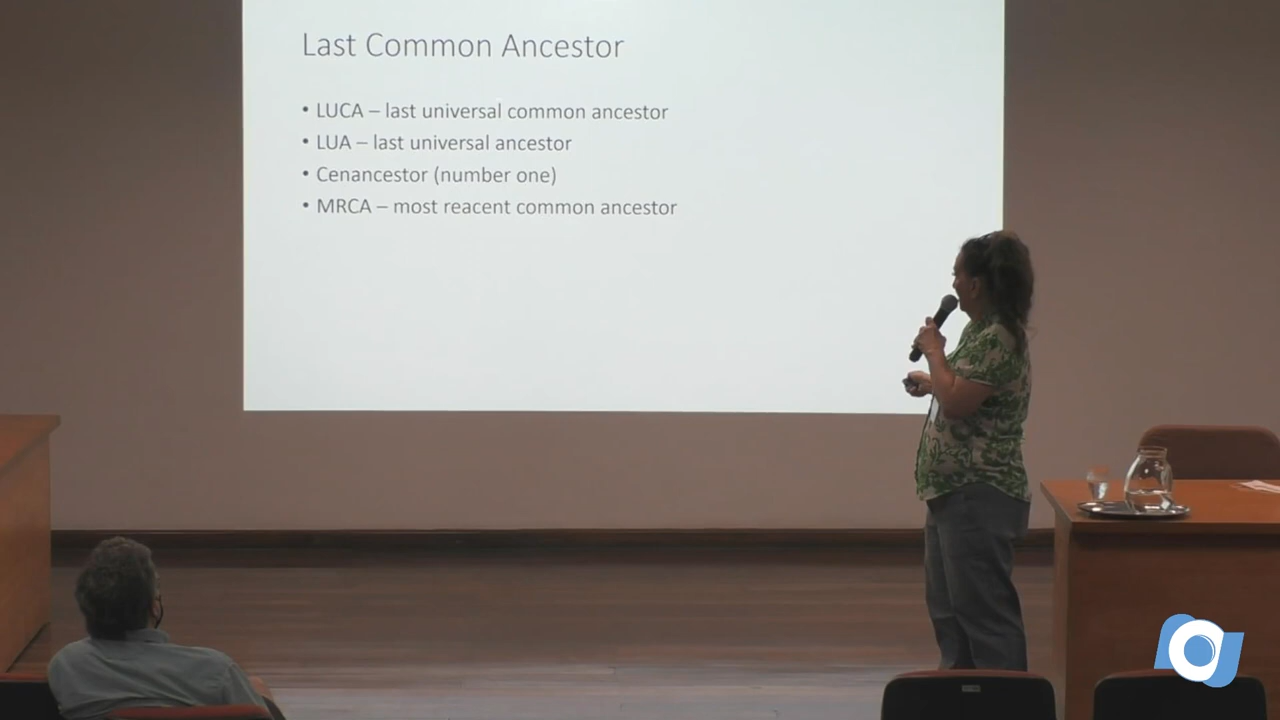 Last Common Ancestor
• LUCA – last universal common ancestor
• LUA – last universal ancestor
• Cenancestor (number one)
• MRCA – most reacent common ancestor